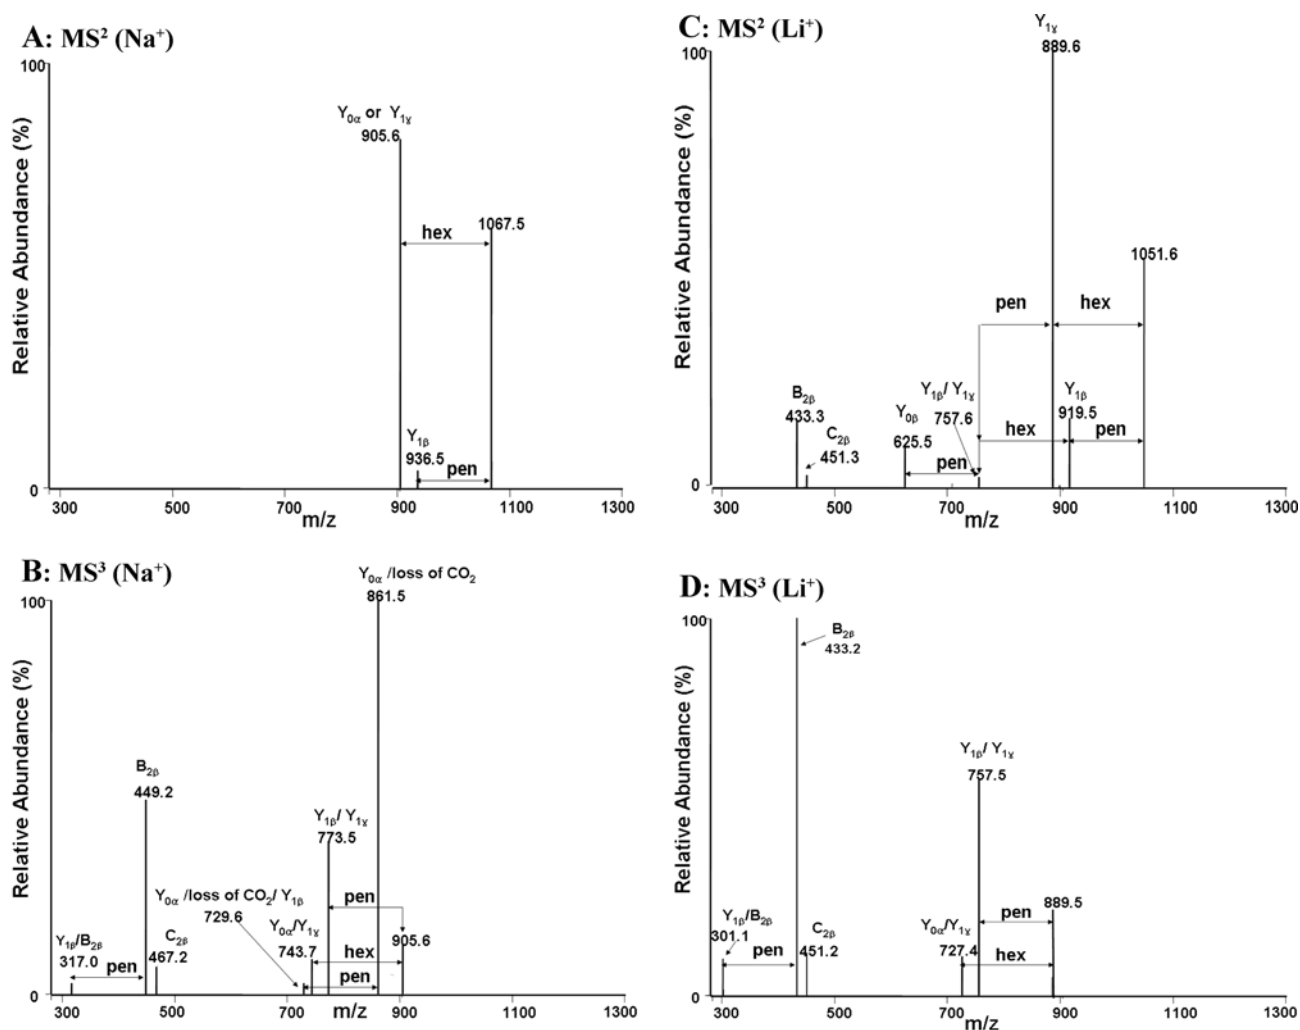 A: MS² (Na⁺)
100
Relative Abundance (%)
0
Y₀α or Y₁ɣ
905.6
1067.5
hex
Y₁β
936.5
pen
300
500
700
900
1100
1300
m/z
C: MS² (Li⁺)
100
Relative Abundance (%)
0
Y₁ɣ
889.6
1051.6
pen
hex
B₂β
433.3
C₂β
451.3
Y₀β
625.5
Y₁β/ Y₁ɣ
757.6
Y₁β
919.5
hex
pen
pen
300
500
700
900
1100
1300
m/z
B: MS³ (Na⁺)
100
Relative Abundance (%)
0
Y₀α /loss of CO₂
861.5
B₂β
449.2
Y₁β/ Y₁ɣ
773.5
pen
Y₀α /loss of CO₂/ Y₁β
729.6
Y₀α/Y₁ɣ
743.7
905.6
hex
pen
Y₁β/B₂β
317.0
pen
C₂β
467.2
300
500
700
900
1100
1300
m/z
D: MS³ (Li⁺)
100
Relative Abundance (%)
0
B₂β
433.2
Y₁β/ Y₁ɣ
757.5
pen
889.5
Y₀α/Y₁ɣ
727.4
hex
Y₁β/B₂β
301.1
pen
C₂β
451.2
300
500
700
900
1100
1300
m/z